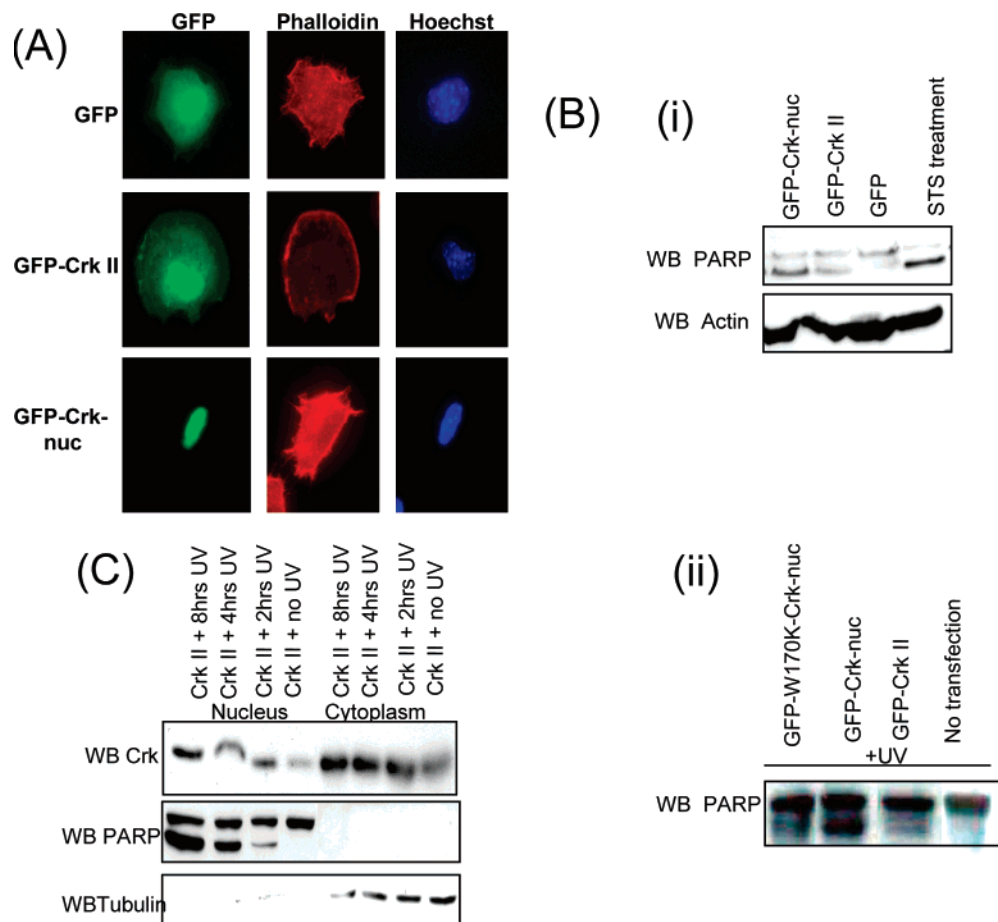 (A)
GFP
Phalloidin
Hoechst
GFP
GFP-Crk II
GFP-Crk-
nuc
(B)
(i)
GFP-Crk-nuc
GFP-Crk II
GFP
STS treatment
WB PARP
WB Actin
(C)
Crk II + 8hrs UV
Crk II + 4hrs UV
Crk II + 2hrs UV
Crk II + no UV
Crk II + 8hrs UV
Crk II + 4hrs UV
Crk II + 2hrs UV
Crk II + no UV
Nucleus
Cytoplasm
WB Crk
WB PARP
WBTubulin
(ii)
GFP-W170K-Crk-nuc
GFP-Crk-nuc
GFP-Crk II
No transfection
+UV
WB PARP